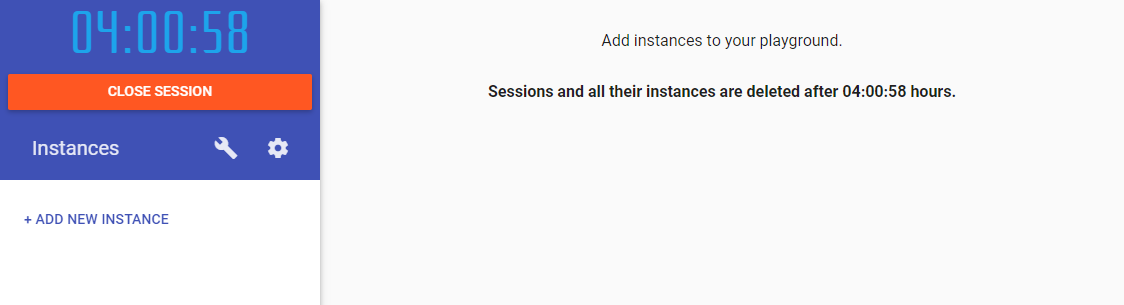 04:00:58
CLOSE SESSION
Instances
+ ADD NEW INSTANCE
Add instances to your playground.
Sessions and all their instances are deleted after 04:00:58 hours.